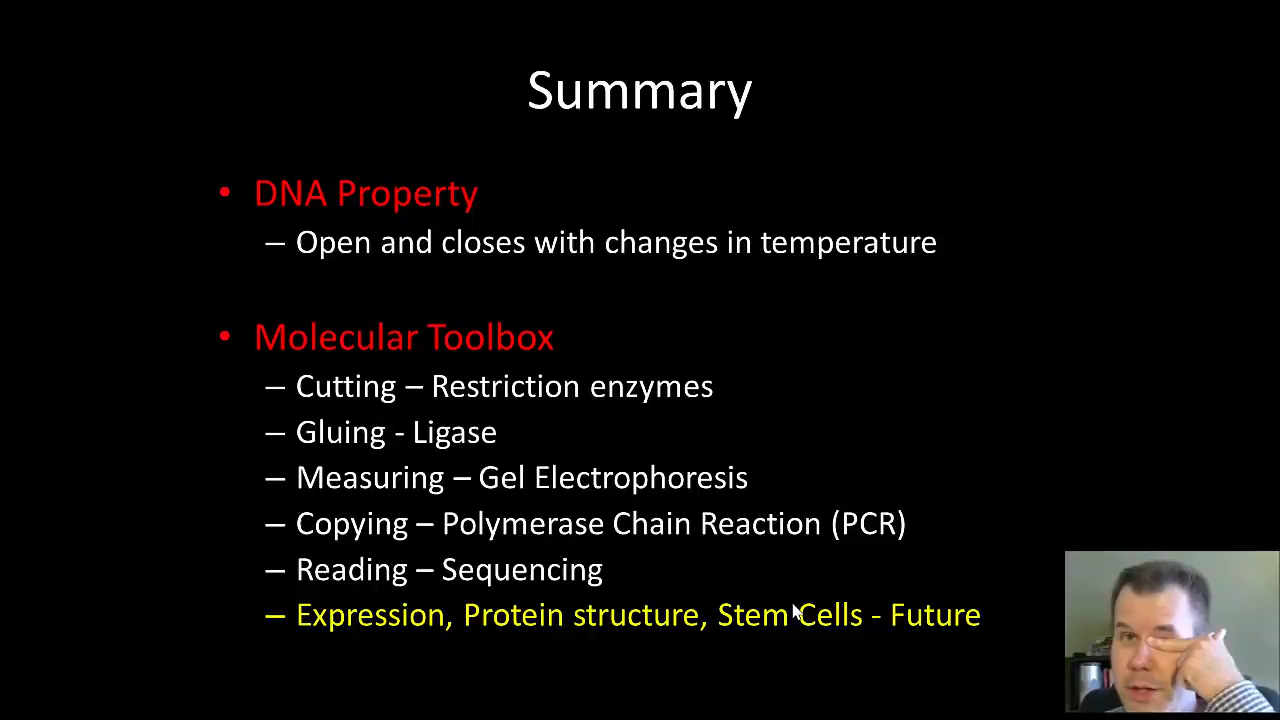 Summary
• DNA Property
– Open and closes with changes in temperature
• Molecular Toolbox
– Cutting – Restriction enzymes
– Gluing - Ligase
– Measuring – Gel Electrophoresis
– Copying – Polymerase Chain Reaction (PCR)
– Reading – Sequencing
– Expression, Protein structure, Stem Cells - Future